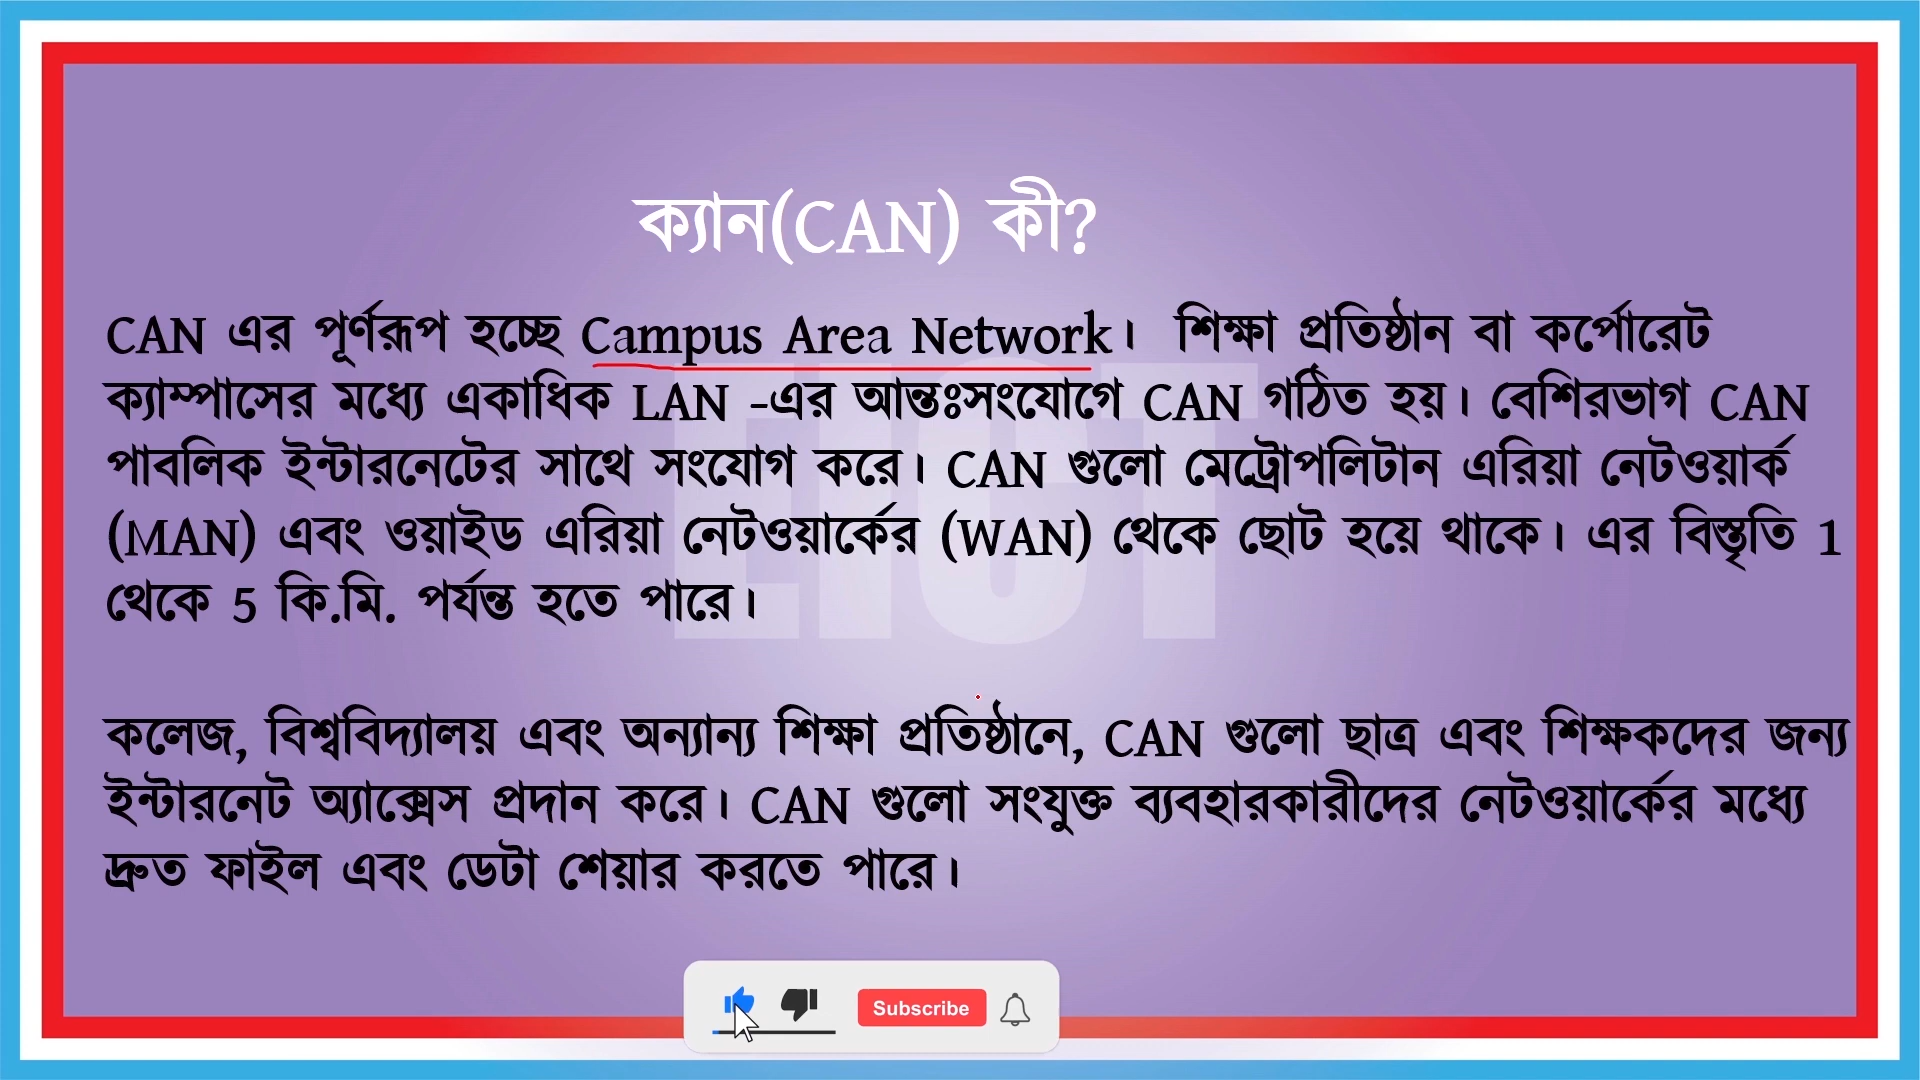 ক্যান(CAN) কী?
CAN এর পূর্ণরূপ হচ্ছে Campus Area Network। শিক্ষা প্রতিষ্ঠান বা কর্পোরেট
ক্যাম্পাসের মধ্যে একাধিক LAN -এর আন্তঃসংযোগে CAN গঠিত হয়। বেশিরভাগ CAN
পাবলিক ইন্টারনেটের সাথে সংযোগ করে। CAN গুলো মেট্রোপলিটান এরিয়া নেটওয়ার্ক
(MAN) এবং ওয়াইড এরিয়া নেটওয়ার্কের (WAN) থেকে ছোট হয়ে থাকে। এর বিস্তৃতি 1
থেকে 5 কি.মি. পর্যন্ত হতে পারে।
কলেজ, বিশ্ববিদ্যালয় এবং অন্যান্য শিক্ষা প্রতিষ্ঠানে, CAN গুলো ছাত্র এবং শিক্ষকদের জন্য
ইন্টারনেট অ্যাক্সেস প্রদান করে। CAN গুলো সংযুক্ত ব্যবহারকারীদের নেটওয়ার্কের মধ্যে
দ্রুত ফাইল এবং ডেটা শেয়ার করতে পারে।
EICT
Subscribe